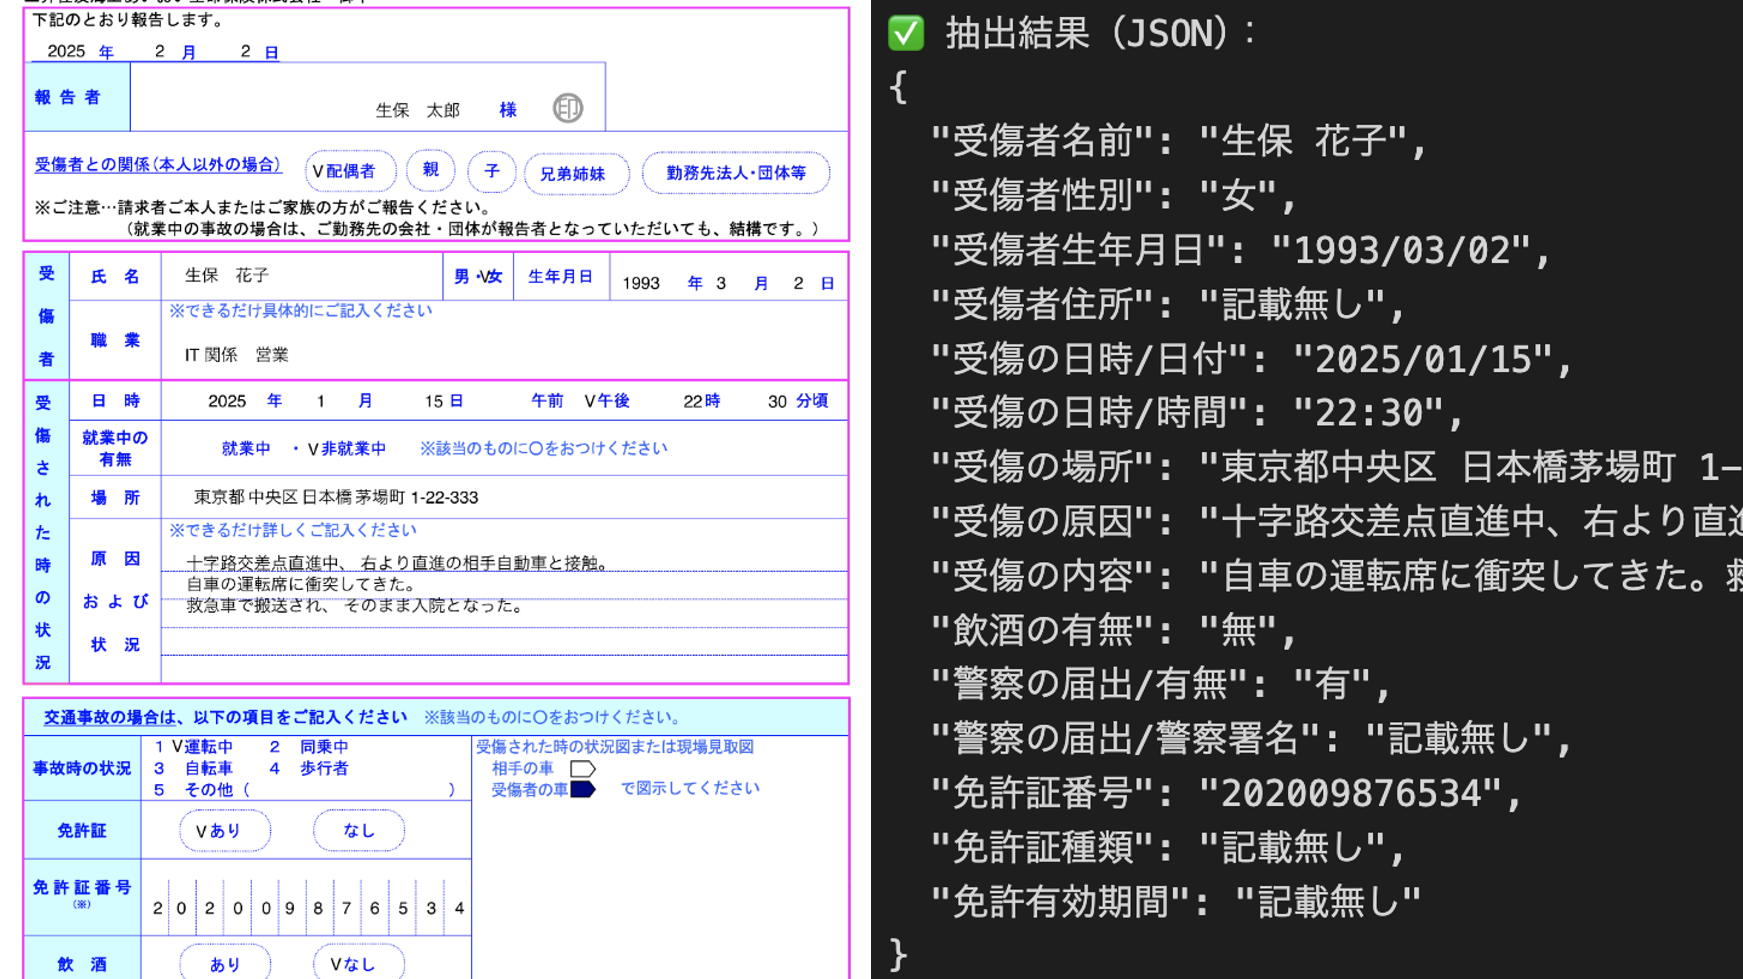 下記のとおり報告します。
2025 年 2 月 2 日
報告者
生保 太郎 様 印
受傷者との関係(本人以外の場合) V配偶者 親 子 兄弟姉妹 勤務先法人・団体等
※ご注意…請求者ご本人またはご家族の方がご報告ください。
(就業中の事故の場合は、ご勤務先の会社・団体が報告者となっていただいても、結構です。)
受傷者
氏名 生保 花子 男・V女 生年月日 1993 年 3 月 2 日
職業 ※できるだけ具体的にご記入ください
IT関係 営業
受傷された時の状況
日時 2025 年 1 月 15 日 午前 V午後 22時 30 分頃
就業中の有無 就業中 ・V非就業中 ※該当のものに〇をおつけください
場所 東京都中央区日本橋茅場町 1-22-333
原因および状況 ※できるだけ詳しくご記入ください
十字路交差点直進中、 右より直進の相手自動車と接触。
自車の運転席に衝突してきた。
救急車で搬送され、 そのまま入院となった。
交通事故の場合は、以下の項目をご記入ください ※該当のものに〇をおつけください。
事故時の状況
1 V運転中 2 同乗中
3 自転車 4 歩行者
5 その他 ( )
受傷された時の状況図または現場見取図
相手の車
受傷者の車 で図示してください
免許証 Vあり なし
免許証番号 (※) 2 0 2 0 0 9 8 7 6 5 3 4
飲酒 あり Vなし
✅ 抽出結果（JSON）:
{
"受傷者名前": "生保 花子",
"受傷者性別": "女",
"受傷者生年月日": "1993/03/02",
"受傷者住所": "記載無し",
"受傷の日時/日付": "2025/01/15",
"受傷の日時/時間": "22:30",
"受傷の場所": "東京都中央区 日本橋茅場町 1-
"受傷の原因": "十字路交差点直進中、右より直
"受傷の内容": "自車の運転席に衝突してきた。
"飲酒の有無": "無",
"警察の届出/有無": "有",
"警察の届出/警察署名": "記載無し",
"免許証番号": "202009876534",
"免許証種類": "記載無し",
"免許有効期間": "記載無し"
}